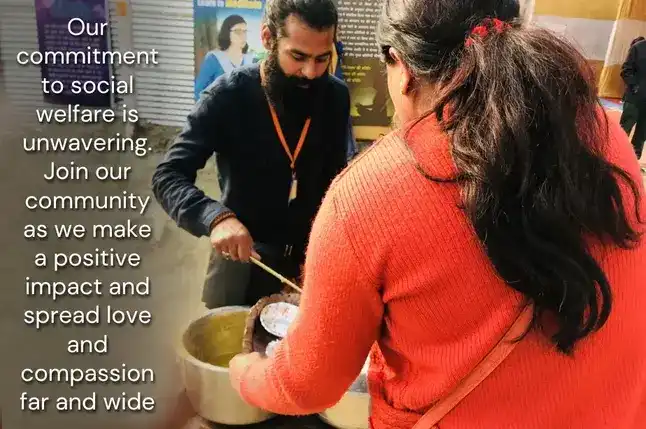 Our
commitment
to social
welfare is
unwavering.
Join our
community
as we make
a positive
impact and
spread love
and
compassion
far and wide